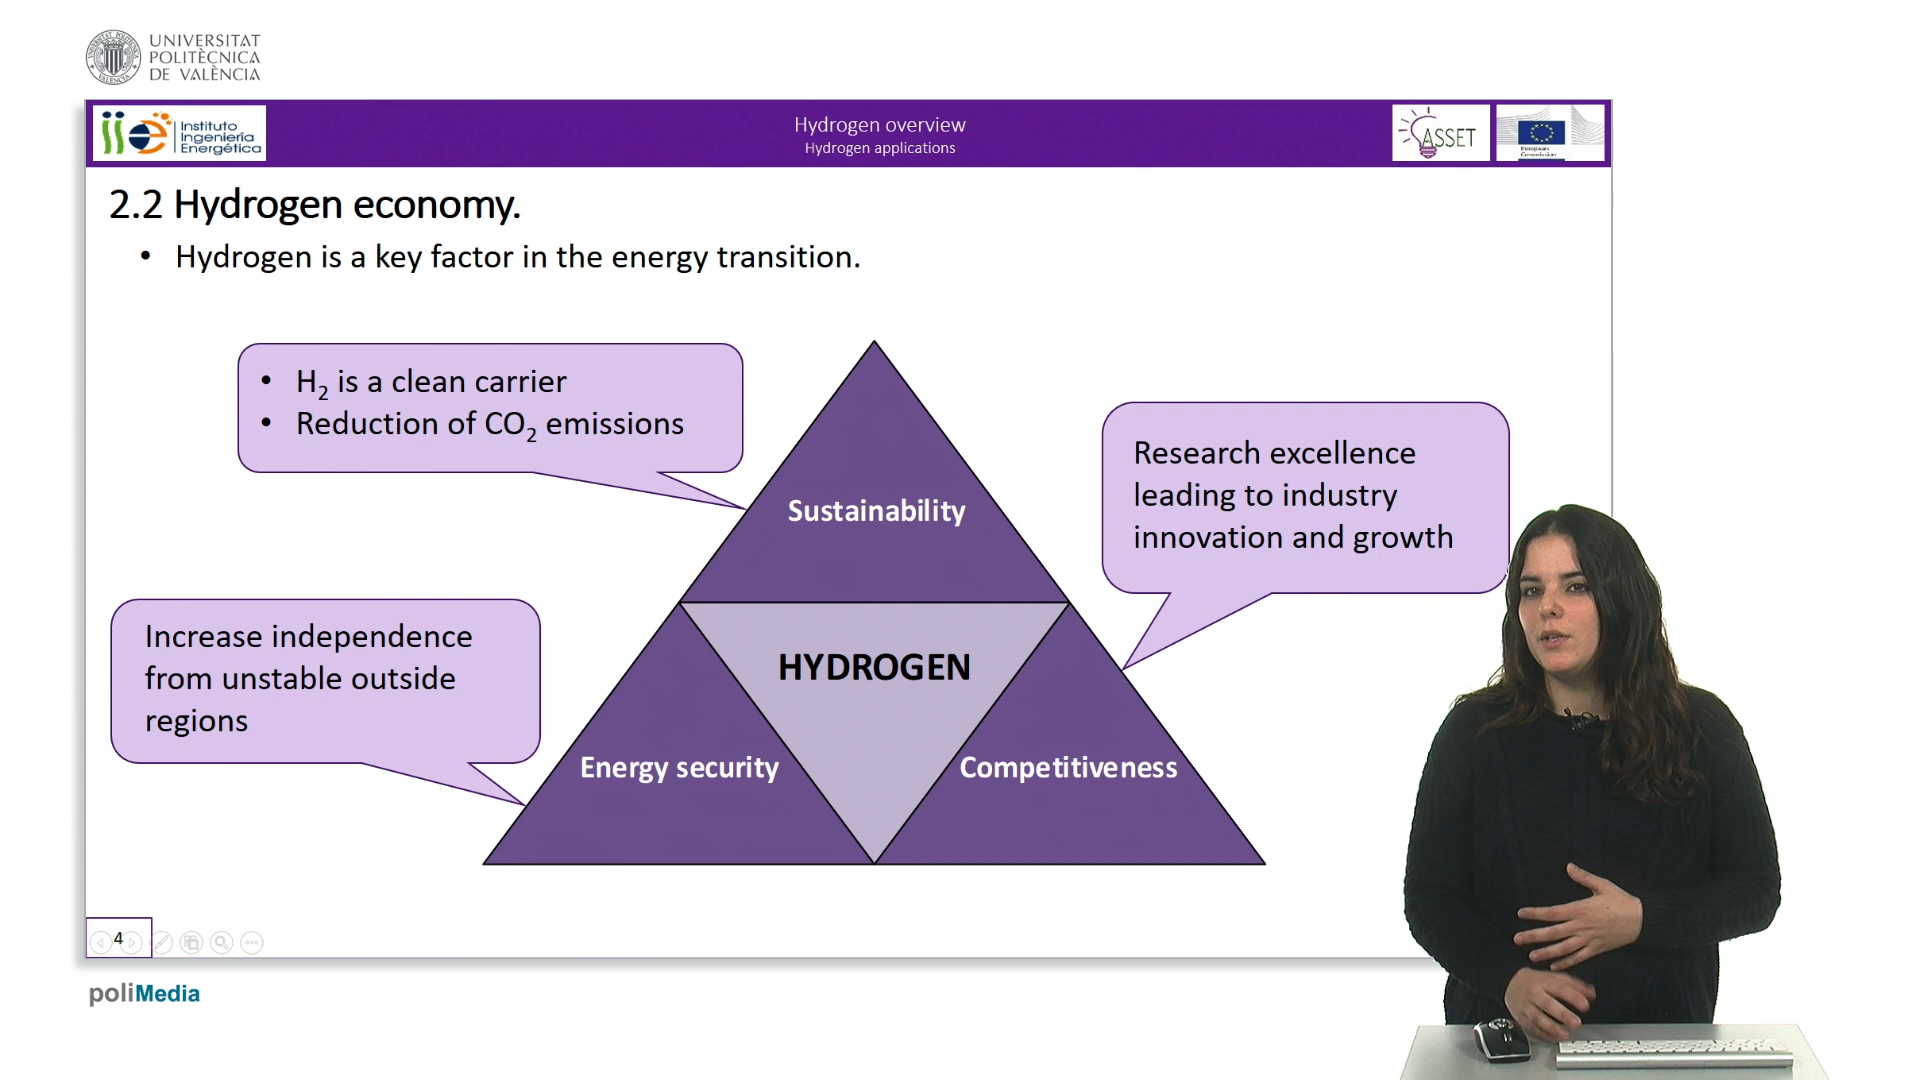 UNIVERSITAT
POLITÈCNICA
DE VALÈNCIA
Instituto
Ingeniería
Energética
Hydrogen overview
Hydrogen applications
ASSET
European
Commission
2.2 Hydrogen economy.
• Hydrogen is a key factor in the energy transition.
• H₂ is a clean carrier
• Reduction of CO₂ emissions
Research excellence
leading to industry
innovation and growth
Sustainability
Increase independence
from unstable outside
regions
HYDROGEN
Energy security
Competitiveness
4
poliMedia